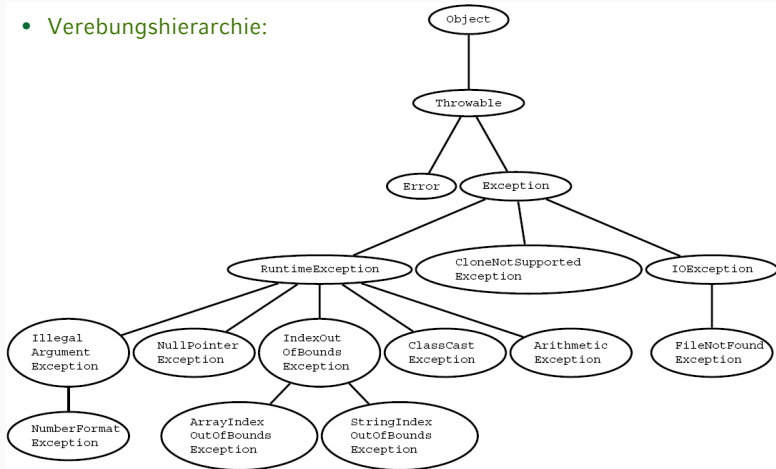 • Verebungshierarchie:
Object
Throwable
Error
Exception
RuntimeException
CloneNotSupported
Exception
IOException
Illegal
Argument
Exception
NullPointer
Exception
IndexOut
OfBounds
Exception
ClassCast
Exception
Arithmetic
Exception
FileNotFound
Exception
NumberFormat
Exception
ArrayIndex
OutOfBounds
Exception
StringIndex
OutOfBounds
Exception